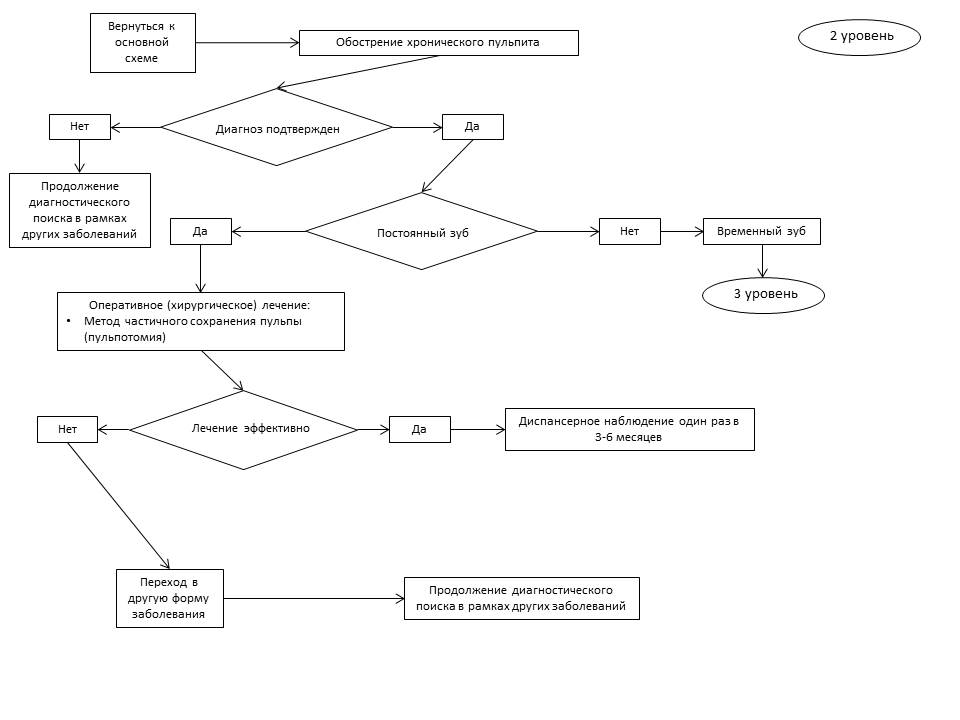 Вернуться к
основной
схеме
Обострение хронического пульпита
2 уровень
Диагноз подтвержден
Нет
Да
Продолжение
диагностического
поиска в рамках
других заболеваний
Постоянный зуб
Да
Нет
Временный зуб
3 уровень
Оперативное (хирургическое) лечение:
• Метод частичного сохранения пульпы
(пульпотомия)
Лечение эффективно
Нет
Да
Диспансерное наблюдение один раз в
3-6 месяцев
Переход в
другую форму
заболевания
Продолжение диагностического
поиска в рамках других заболеваний